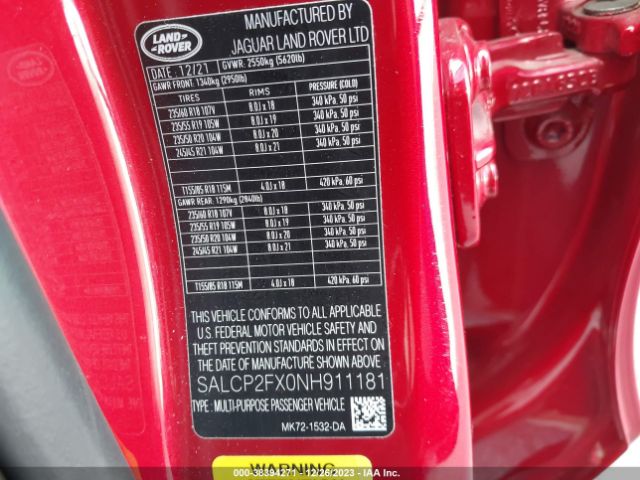 LAND ROVER
MANUFACTURED BY
JAGUAR LAND ROVER LTD
DATE : 12/21 GVWR: 2550kg (5620lb)
GAWR FRONT: 1340kg (2950lb)
TIRES RIMS PRESSURE (COLD)
235/60 R18 107V 8.0J x 18 340 kPa, 50 psi
235/55 R19 105W 8.0J x 19 340 kPa, 50 psi
235/50 R20 104W 8.0J x 20 340 kPa, 50 psi
245/45 R21 104W 8.0J x 21 340 kPa, 50 psi
T155/85 R18 115M 4.0J x 18 420 kPa, 60 psi
GAWR REAR: 1290kg (2840lb)
235/60 R18 107V 8.0J x 18 340 kPa, 50 psi
235/55 R19 105W 8.0J x 19 340 kPa, 50 psi
235/50 R20 104W 8.0J x 20 340 kPa, 50 psi
245/45 R21 104W 8.0J x 21 340 kPa, 50 psi
T155/85 R18 115M 4.0J x 18 420 kPa, 60 psi
THIS VEHICLE CONFORMS TO ALL APPLICABLE
U.S. FEDERAL MOTOR VEHICLE SAFETY AND
THEFT PREVENTION STANDARDS IN EFFECT ON
THE DATE OF MANUFACTURE SHOWN ABOVE
SALCP2FX0NH911181
TYPE : MULTI-PURPOSE PASSENGER VEHICLE
MK72-1532-DA
WARNING
© IAA - 38394271 - 12/26/2023 - iaai.com